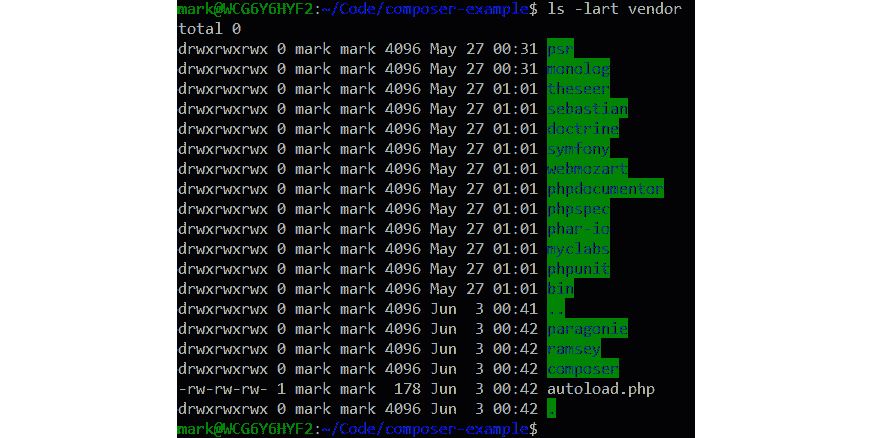 mark@WCG6Y6HYF2:~/Code/composer-example$ ls -lart vendor
total 0
drwxrwxrwx 0 mark mark 4096 May 27 00:31 psr
drwxrwxrwx 0 mark mark 4096 May 27 00:31 monolog
drwxrwxrwx 0 mark mark 4096 May 27 01:01 theseer
drwxrwxrwx 0 mark mark 4096 May 27 01:01 sebastian
drwxrwxrwx 0 mark mark 4096 May 27 01:01 doctrine
drwxrwxrwx 0 mark mark 4096 May 27 01:01 symfony
drwxrwxrwx 0 mark mark 4096 May 27 01:01 webmozart
drwxrwxrwx 0 mark mark 4096 May 27 01:01 phpdocumentor
drwxrwxrwx 0 mark mark 4096 May 27 01:01 phpspec
drwxrwxrwx 0 mark mark 4096 May 27 01:01 phar-io
drwxrwxrwx 0 mark mark 4096 May 27 01:01 myclabs
drwxrwxrwx 0 mark mark 4096 May 27 01:01 phpunit
drwxrwxrwx 0 mark mark 4096 May 27 01:01 bin
drwxrwxrwx 0 mark mark 4096 Jun  3 00:41 ..
drwxrwxrwx 0 mark mark 4096 Jun  3 00:42 paragonie
drwxrwxrwx 0 mark mark 4096 Jun  3 00:42 ramsey
drwxrwxrwx 0 mark mark 4096 Jun  3 00:42 composer
-rw-rw-rw- 1 mark mark  178 Jun  3 00:42 autoload.php
drwxrwxrwx 0 mark mark 4096 Jun  3 00:42 .
mark@WCG6Y6HYF2:~/Code/composer-example$